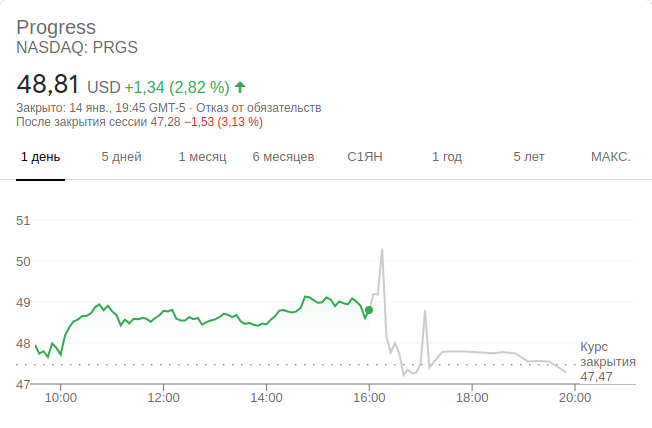 Progress
NASDAQ: PRGS
48,81 USD +1,34 (2,82 %)
Закрыто: 14 янв., 19:45 GMT-5 · Отказ от обязательств
После закрытия сессии 47,28 −1,53 (3,13 %)
1 день 5 дней 1 месяц 6 месяцев С1ЯН 1 год 5 лет МАКС.
51
50
49
48
47
Курс
закрытия
47,47
10:00 12:00 14:00 16:00 18:00 20:00